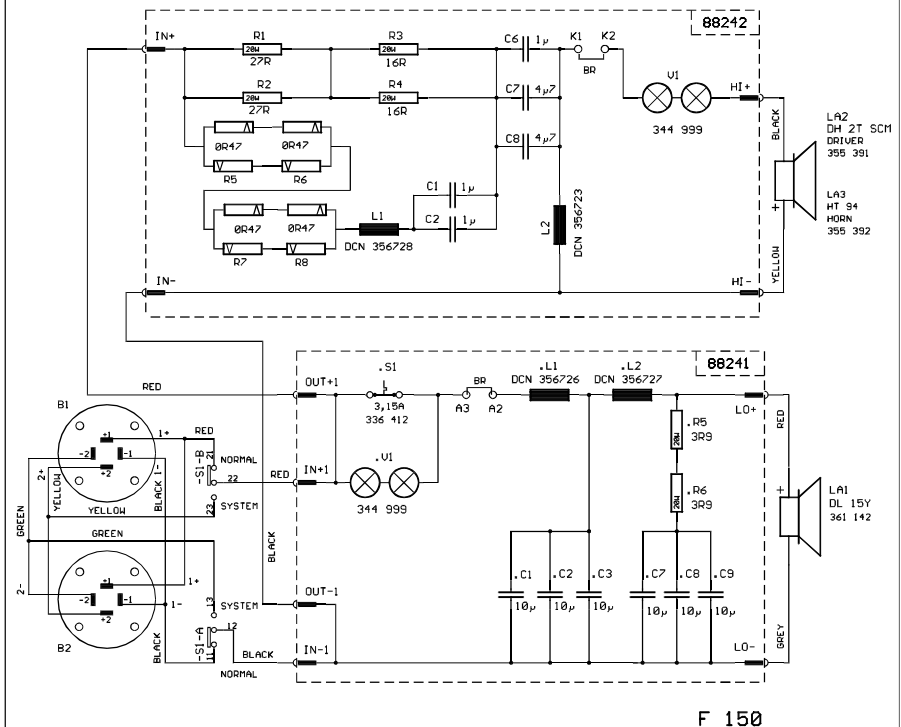 88242
IN+
R1
20W
27R
R3
20W
16R
C6
1µ
K1
K2
BR
R2
20W
27R
R4
20W
16R
C7
4µ7
V1
344 999
HI+
BLACK
LA2
DH 2T SCM
DRIVER
355 391
0R47
0R47
R5
R6
C8
4µ7
C1
1µ
C2
1µ
LA3
HT 94
HORN
355 392
+
0R47
0R47
R7
R8
L1
DCN 356728
L2
DCN 356723
YELLOW
IN-
HI-
88241
RED
OUT+1
.S1
3,15A
336 412
BR
A3
A2
.L1
DCN 356726
.L2
DCN 356727
LO+
RED
B1
+1
-2
-1
+2
1+
RED
2+
YELLOW
BLACK
1-
-S1-B
21
NORMAL
22
RED
IN+1
SYSTEM
23
.V1
344 999
.R5
3R9
20W
.R6
3R9
20W
+
LA1
DL 15Y
361 142
YELLOW
GREEN
GREEN
BLACK
.C1
10µ
.C2
10µ
.C3
10µ
.C7
10µ
.C8
10µ
.C9
10µ
+1
-2
-1
+2
1+
1-
2-
B2
BLACK
-S1-A
13
SYSTEM
12
BLACK
11
NORMAL
OUT-1
IN-1
LO-
GREY
F 150